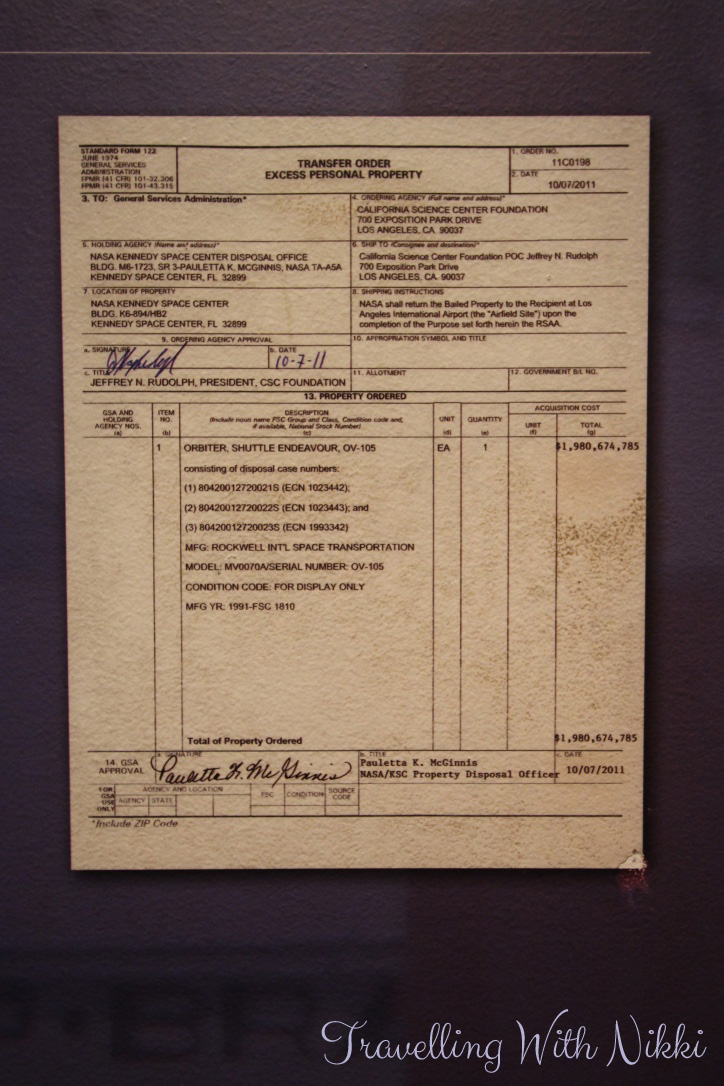 STANDARD FORM 122
JUNE 1974
GENERAL SERVICES
ADMINISTRATION
FPMR (41 CFR) 101-32.306
FPMR (41 CFR) 101-43.315
TRANSFER ORDER
EXCESS PERSONAL PROPERTY
1. ORDER NO.
11C0198
2. DATE
10/07/2011
3. TO: General Services Administration*
4. ORDERING AGENCY (Full name and address)*
CALIFORNIA SCIENCE CENTER FOUNDATION
700 EXPOSITION PARK DRIVE
LOS ANGELES, CA. 90037
5. HOLDING AGENCY (Name and address)*
NASA KENNEDY SPACE CENTER DISPOSAL OFFICE
BLDG. M6-1723, SR 3-PAULETTA K. MCGINNIS, NASA TA-A5A
KENNEDY SPACE CENTER, FL 32899
6. SHIP TO (Consignee and destination)*
California Science Center Foundation POC Jeffrey N. Rudolph
700 Exposition Park Drive
LOS ANGELES, CA. 90037
7. LOCATION OF PROPERTY
NASA KENNEDY SPACE CENTER
BLDG. K6-894/HB2
KENNEDY SPACE CENTER, FL 32899
8. SHIPPING INSTRUCTIONS
NASA shall return the Bailed Property to the Recipient at Los
Angeles International Airport (the "Airfield Site") upon the
completion of the Purpose set forth herein the RSAA.
9. ORDERING AGENCY APPROVAL
a. SIGNATURE
b. DATE
10-7-11
c. TITLE
JEFFREY N. RUDOLPH, PRESIDENT, CSC FOUNDATION
10. APPROPRIATION SYMBOL AND TITLE
11. ALLOTMENT
12. GOVERNMENT B/L NO.
13. PROPERTY ORDERED
GSA AND
HOLDING
AGENCY NOS.
(a)
ITEM
NO.
(b)
DESCRIPTION
(Include noun name FSC Group and Class, Condition code and,
if available, National Stock Number)
(c)
UNIT
(d)
QUANTITY
(e)
ACQUISITION COST
UNIT
(f)
TOTAL
(g)
1 ORBITER, SHUTTLE ENDEAVOUR, OV-105 EA 1 $1,980,674,785
consisting of disposal case numbers:
(1) 80420012720021S (ECN 1023442);
(2) 80420012720022S (ECN 1023443); and
(3) 80420012720023S (ECN 1993342)
MFG: ROCKWELL INT'L SPACE TRANSPORTATION
MODEL: MV0070A/SERIAL NUMBER: OV-105
CONDITION CODE: FOR DISPLAY ONLY
MFG YR: 1991-FSC 1810
Total of Property Ordered $1,980,674,785
14. GSA
APPROVAL
a. SIGNATURE
Pauletta K. McGinnis
b. TITLE
Pauletta K. McGinnis
NASA/KSC Property Disposal Officer
c. DATE
10/07/2011
FOR
GSA
USE
ONLY
AGENCY AND LOCATION
AGENCY STATE
FSC
CONDITION
SOURCE
CODE
*Include ZIP Code
Travelling With Nikki